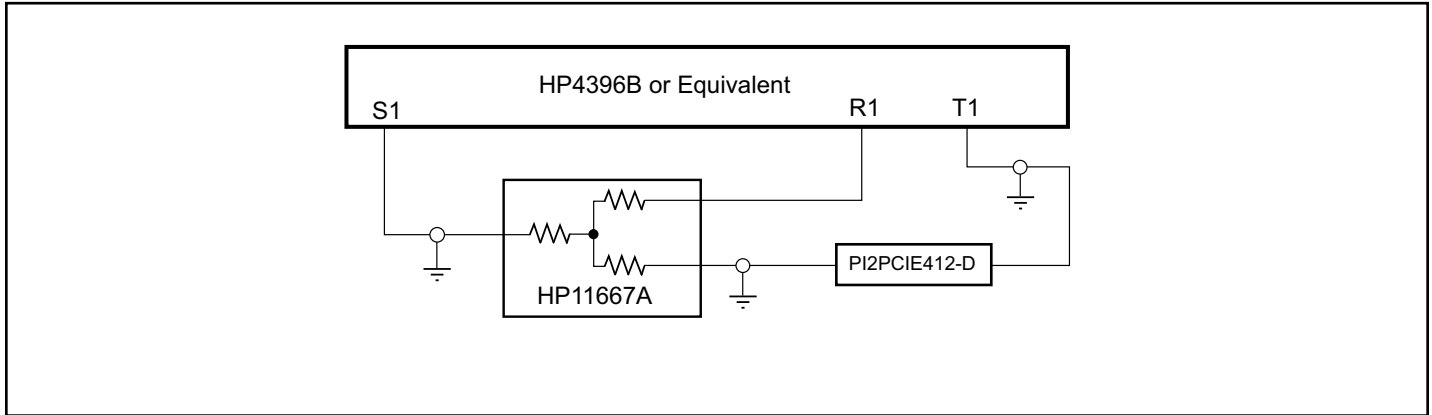 HP4396B or Equivalent
S1
R1
T1
PI2PCIE412-D
HP11667A